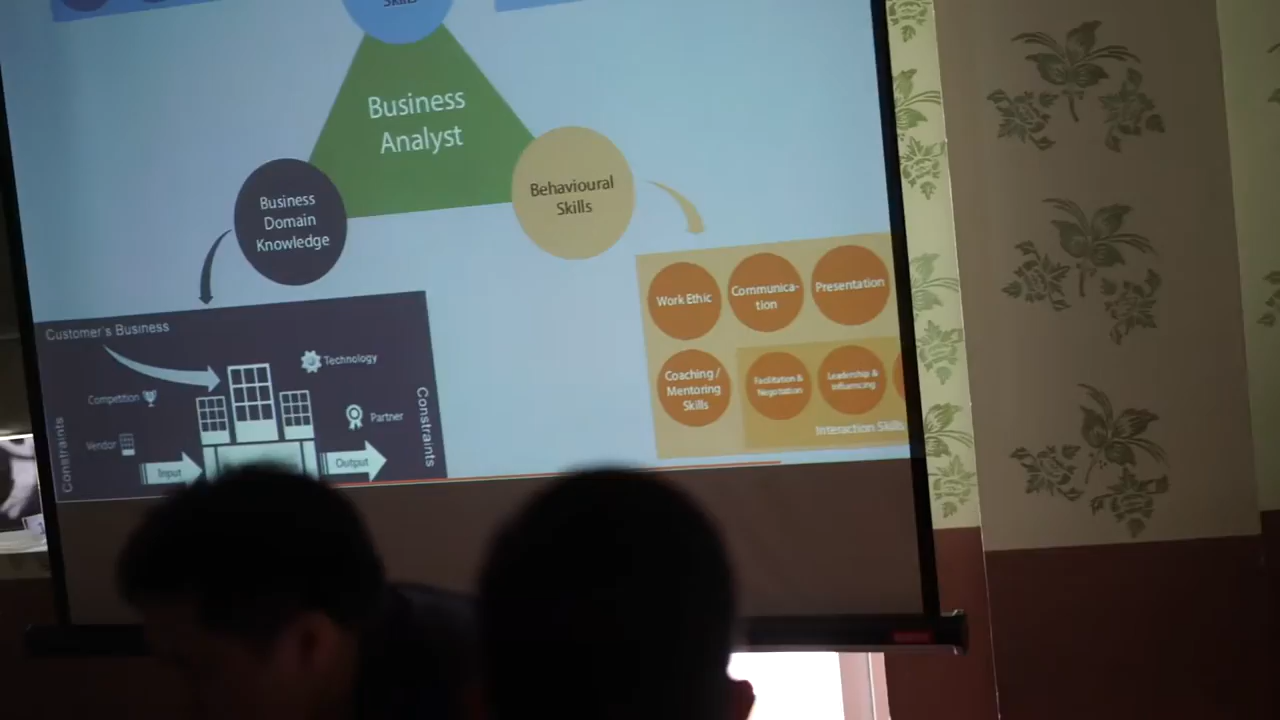 Skills
Business
Analyst
Business
Domain
Knowledge
Behavioural
Skills
Customer's Business
Technology
Competition
Partner
Vendor
Constraints
Constraints
Input
Output
Work Ethic
Communica-
tion
Presentation
Coaching /
Mentoring
Skills
Facilitation &
Negotiation
Leadership &
Influencing
Interaction Skills